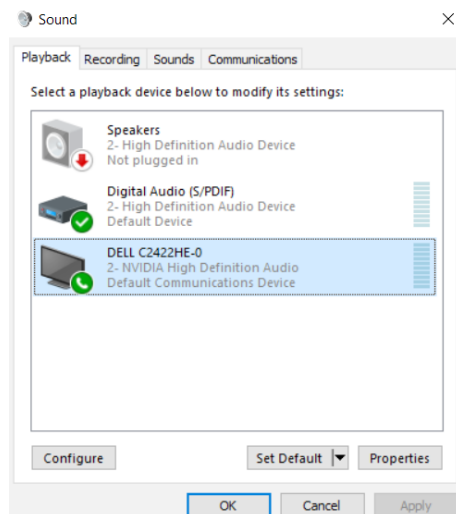 Sound
Playback Recording Sounds Communications
Select a playback device below to modify its settings:
Speakers
2- High Definition Audio Device
Not plugged in
Digital Audio (S/PDIF)
2- High Definition Audio Device
Default Device
DELL C2422HE-0
2- NVIDIA High Definition Audio
Default Communications Device
Configure Set Default Properties
OK Cancel Apply